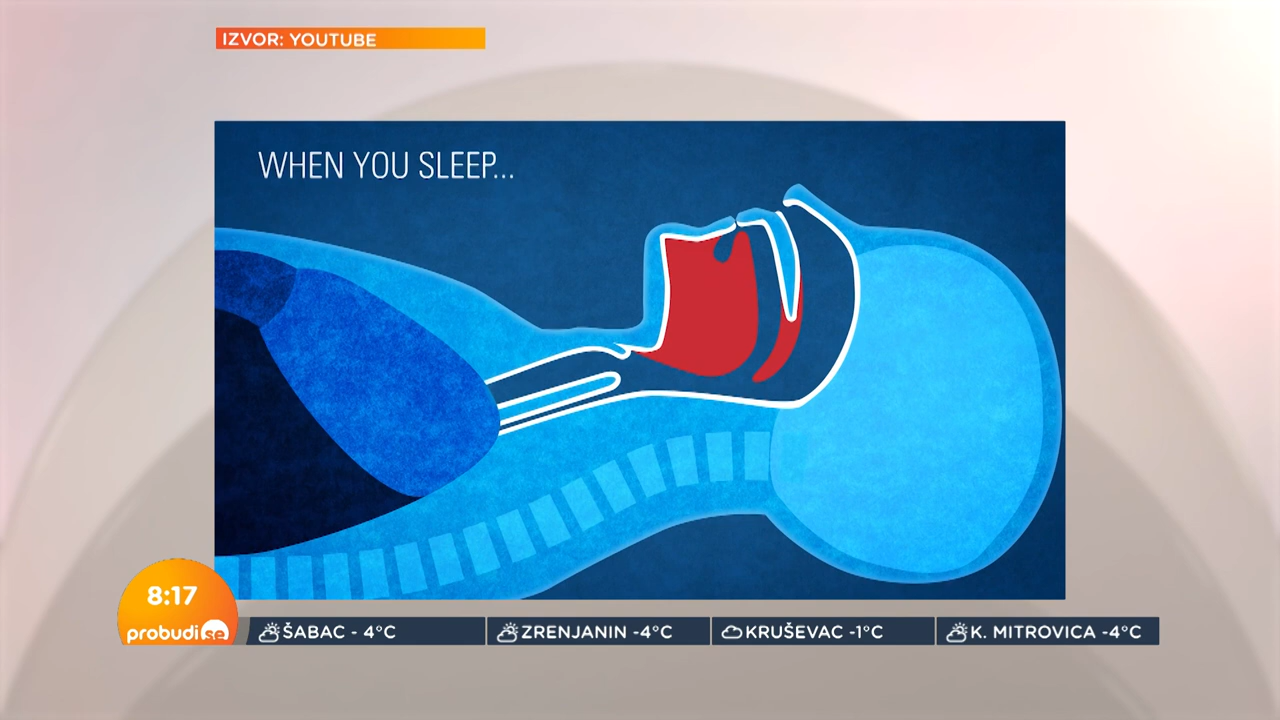 IZVOR: YOUTUBE
WHEN YOU SLEEP...
8:17
probudi se
ŠABAC - 4°C
ZRENJANIN -4°C
KRUŠEVAC -1°C
K. MITROVICA -4°C